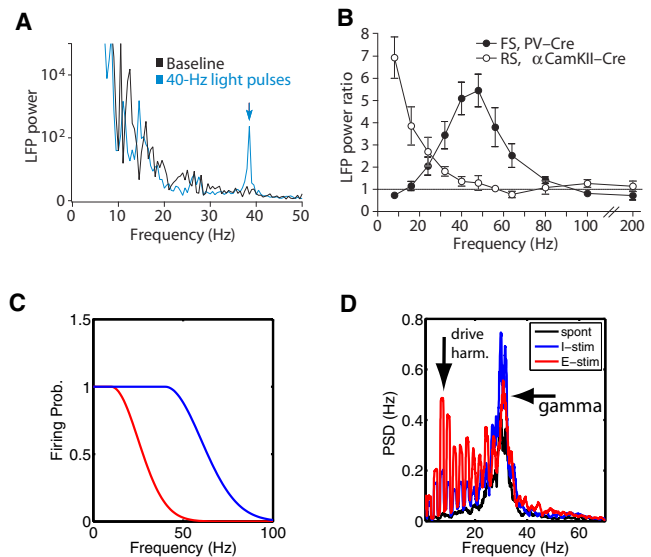 A
LFP power
10⁴
10²
0
Baseline
40-Hz light pulses
0 10 20 30 40 50
Frequency (Hz)
B
LFP power ratio
8
7
6
5
4
3
2
1
0
FS, PV–Cre
RS, αCamKII–Cre
0 20 40 60 80 100 200
Frequency (Hz)
C
Firing Prob.
1.5
1
0.5
0
0 50 100
Frequency (Hz)
D
PSD (Hz)
0.8
0.6
0.4
0.2
0
drive
harm.
spont
I-stim
E-stim
gamma
20 40 60
Frequency (Hz)